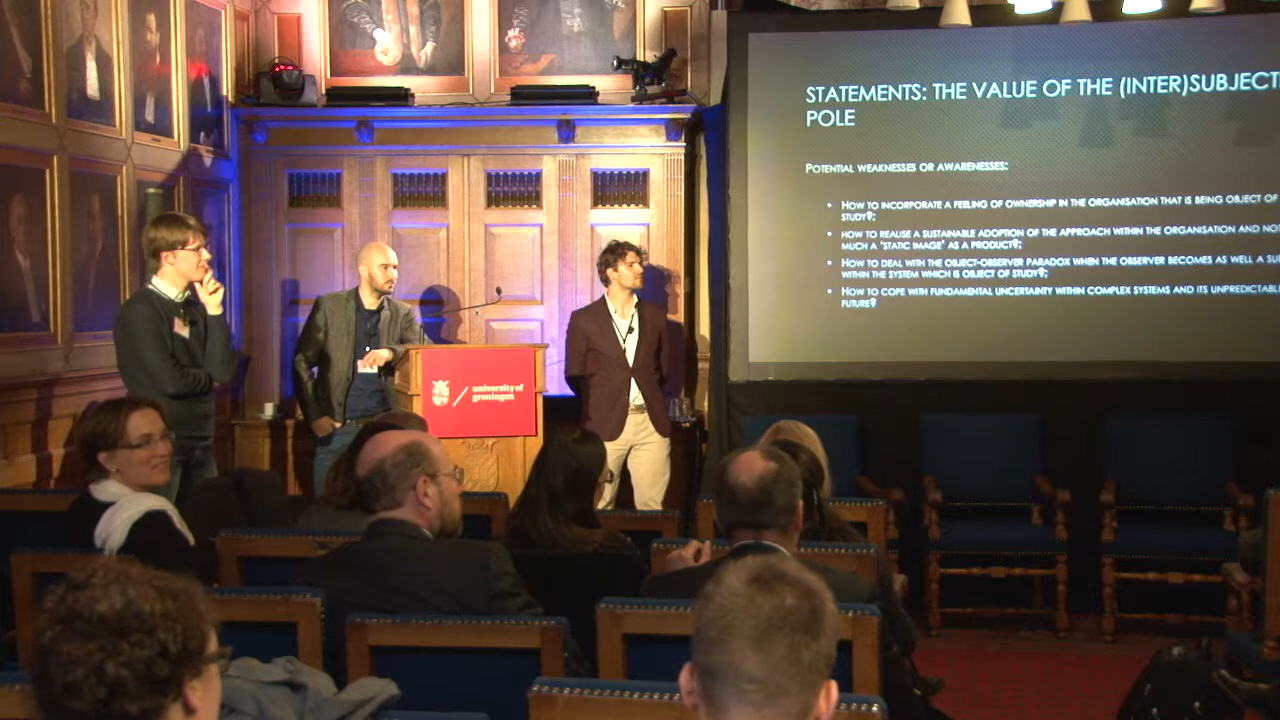 STATEMENTS: THE VALUE OF THE (INTER)SUBJECT
POLE
POTENTIAL WEAKNESSES OR AWARENESSES:
• HOW TO INCORPORATE A FEELING OF OWNERSHIP IN THE ORGANISATION THAT IS BEING OBJECT OF
STUDY?;
• HOW TO REALISE A SUSTAINABLE ADOPTION OF THE APPROACH WITHIN THE ORGANISATION AND NOT
MUCH A 'STATIC IMAGE' AS A PRODUCT?;
• HOW TO DEAL WITH THE OBJECT-OBSERVER PARADOX WHEN THE OBSERVER BECOMES AS WELL A SU
WITHIN THE SYSTEM WHICH IS OBJECT OF STUDY?;
• HOW TO COPE WITH FUNDAMENTAL UNCERTAINTY WITHIN COMPLEX SYSTEMS AND ITS UNPREDICTABLE
FUTURE?
university of
groningen